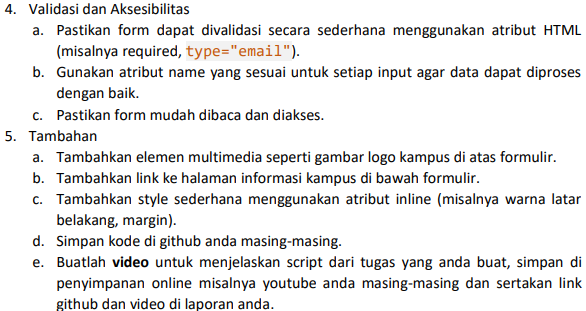 4. Validasi dan Aksesibilitas
a. Pastikan form dapat divalidasi secara sederhana menggunakan atribut HTML
(misalnya required, type="email").
b. Gunakan atribut name yang sesuai untuk setiap input agar data dapat diproses
dengan baik.
c. Pastikan form mudah dibaca dan diakses.
5. Tambahan
a. Tambahkan elemen multimedia seperti gambar logo kampus di atas formulir.
b. Tambahkan link ke halaman informasi kampus di bawah formulir.
c. Tambahkan style sederhana menggunakan atribut inline (misalnya warna latar
belakang, margin).
d. Simpan kode di github anda masing-masing.
e. Buatlah video untuk menjelaskan script dari tugas yang anda buat, simpan di
penyimpanan online misalnya youtube anda masing-masing dan sertakan link
github dan video di laporan anda.